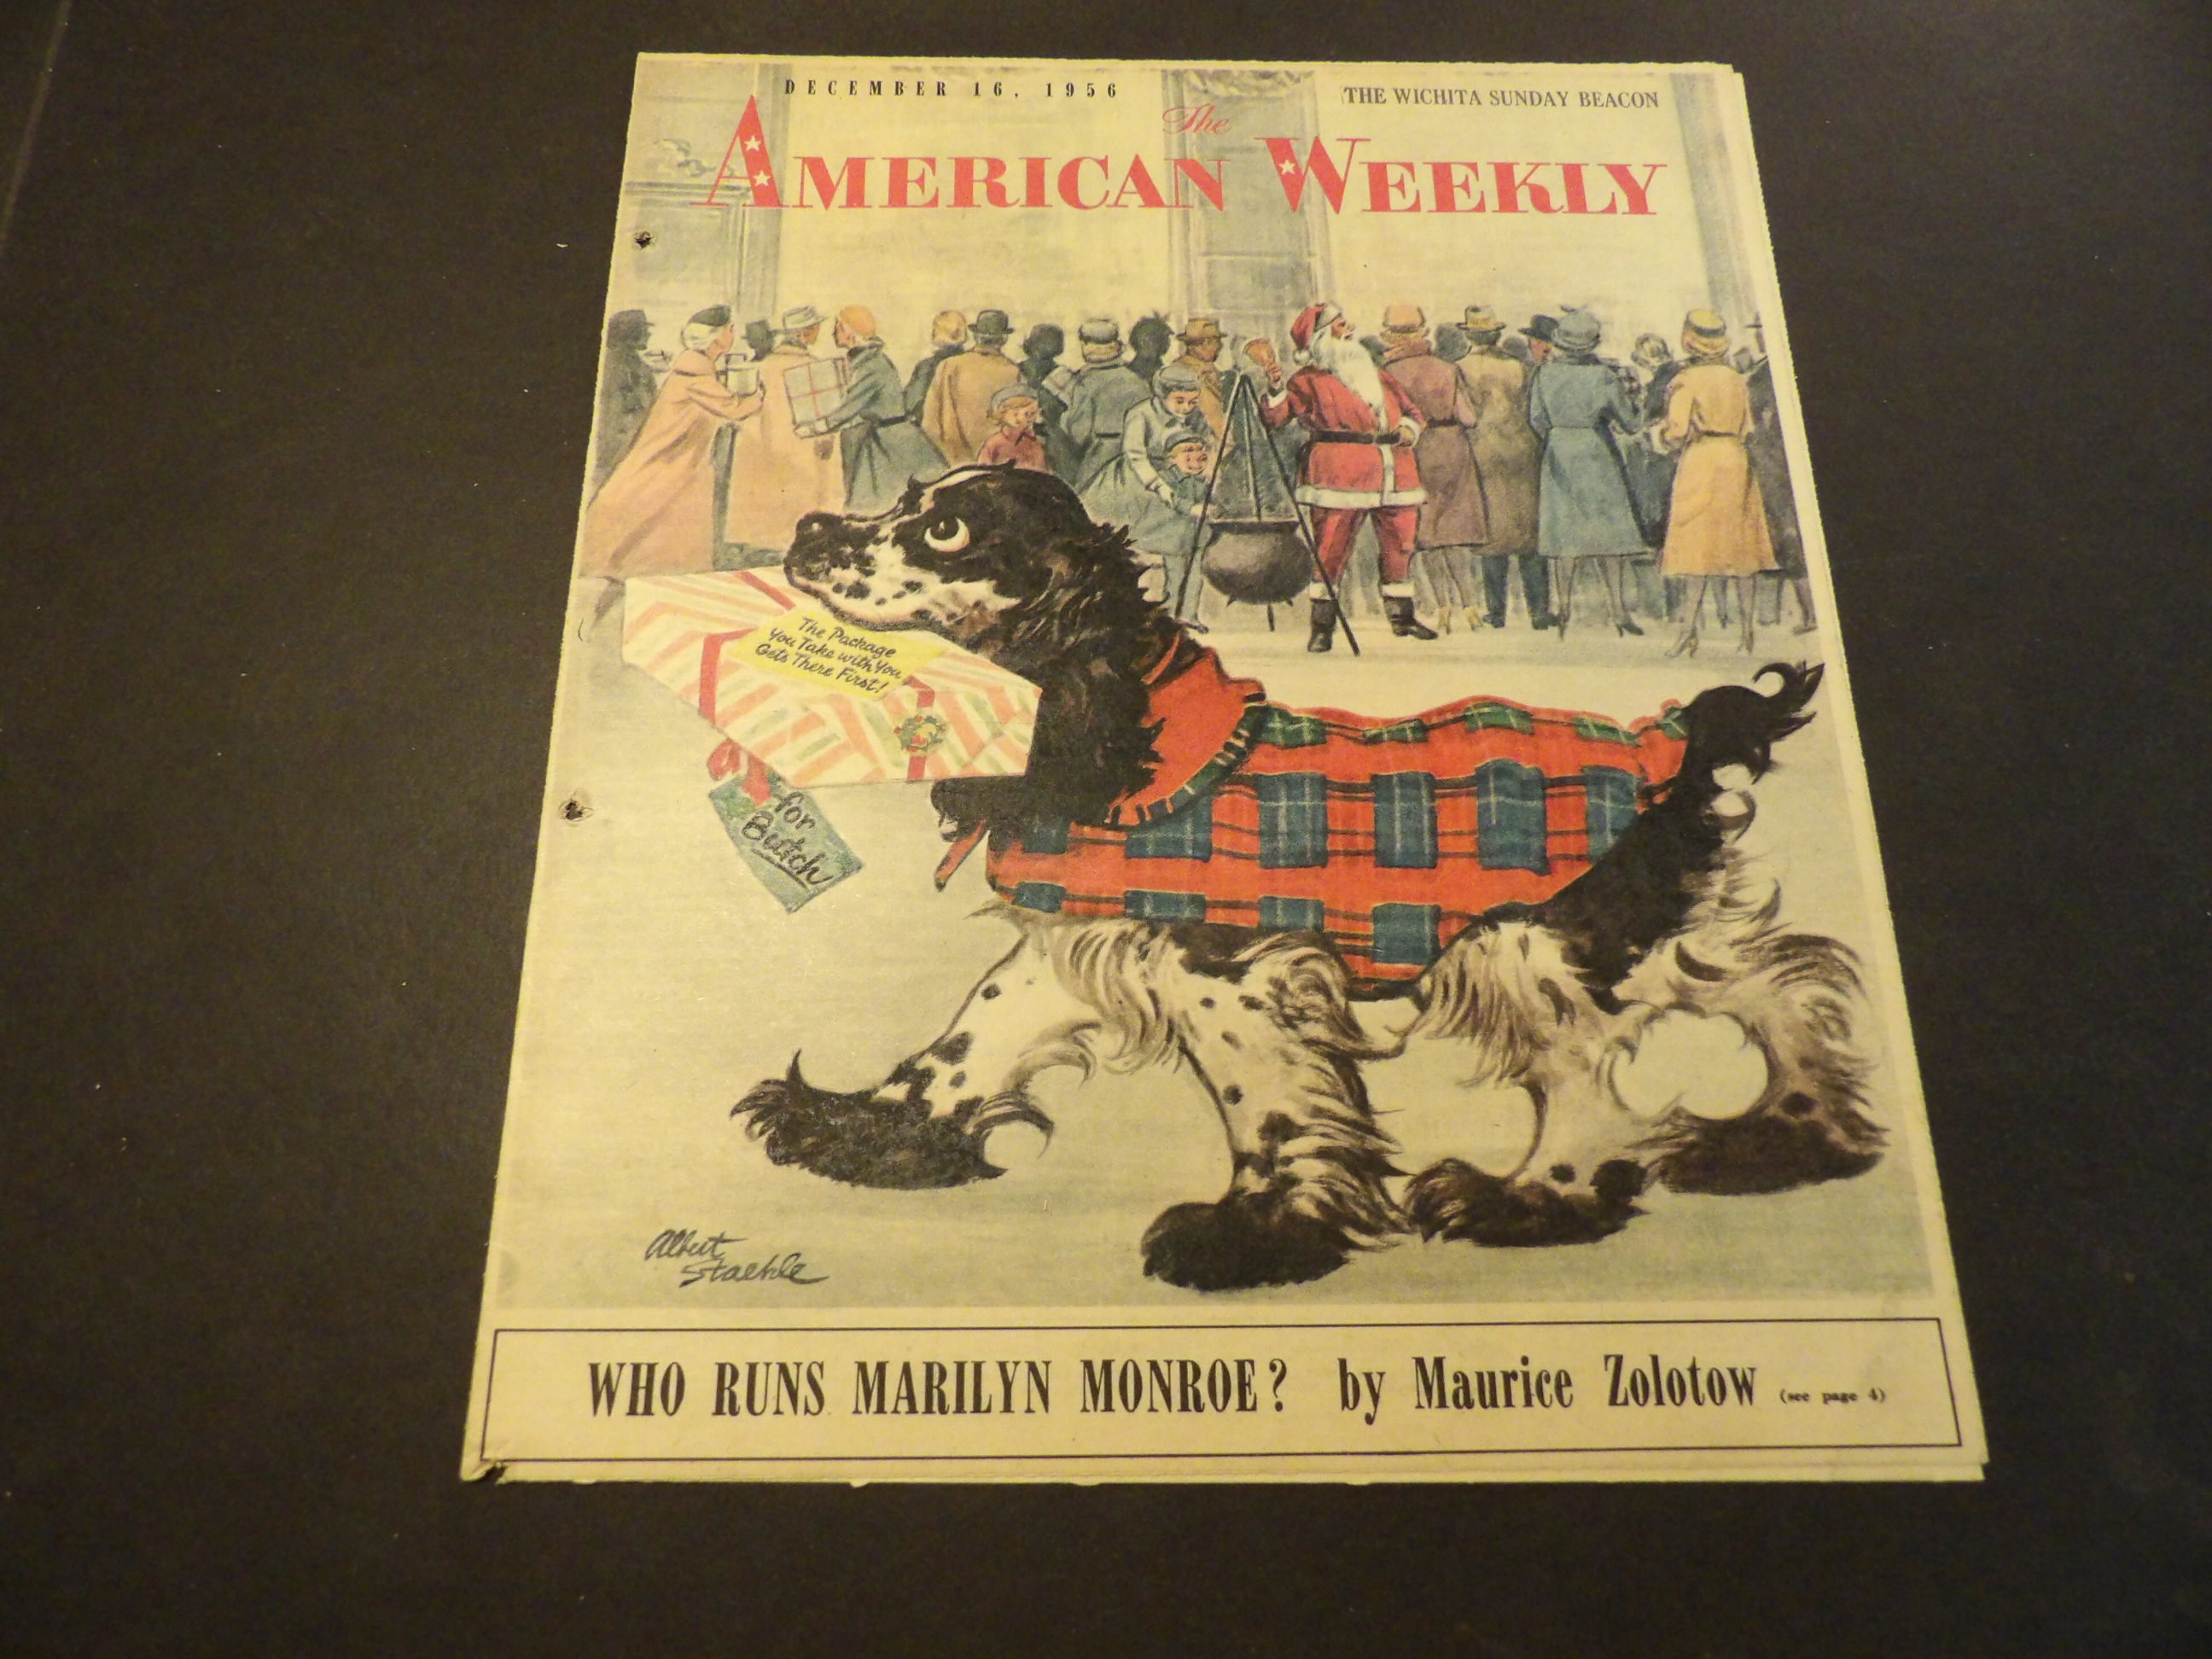 DECEMBER 16, 1956
THE WICHITA SUNDAY BEACON
The
AMERICAN WEEKLY
The Package
You Take with You
Gets There First!
for
Butch
Albert
Staehle
WHO RUNS MARILYN MONROE? by Maurice Zolotow (see page 4)